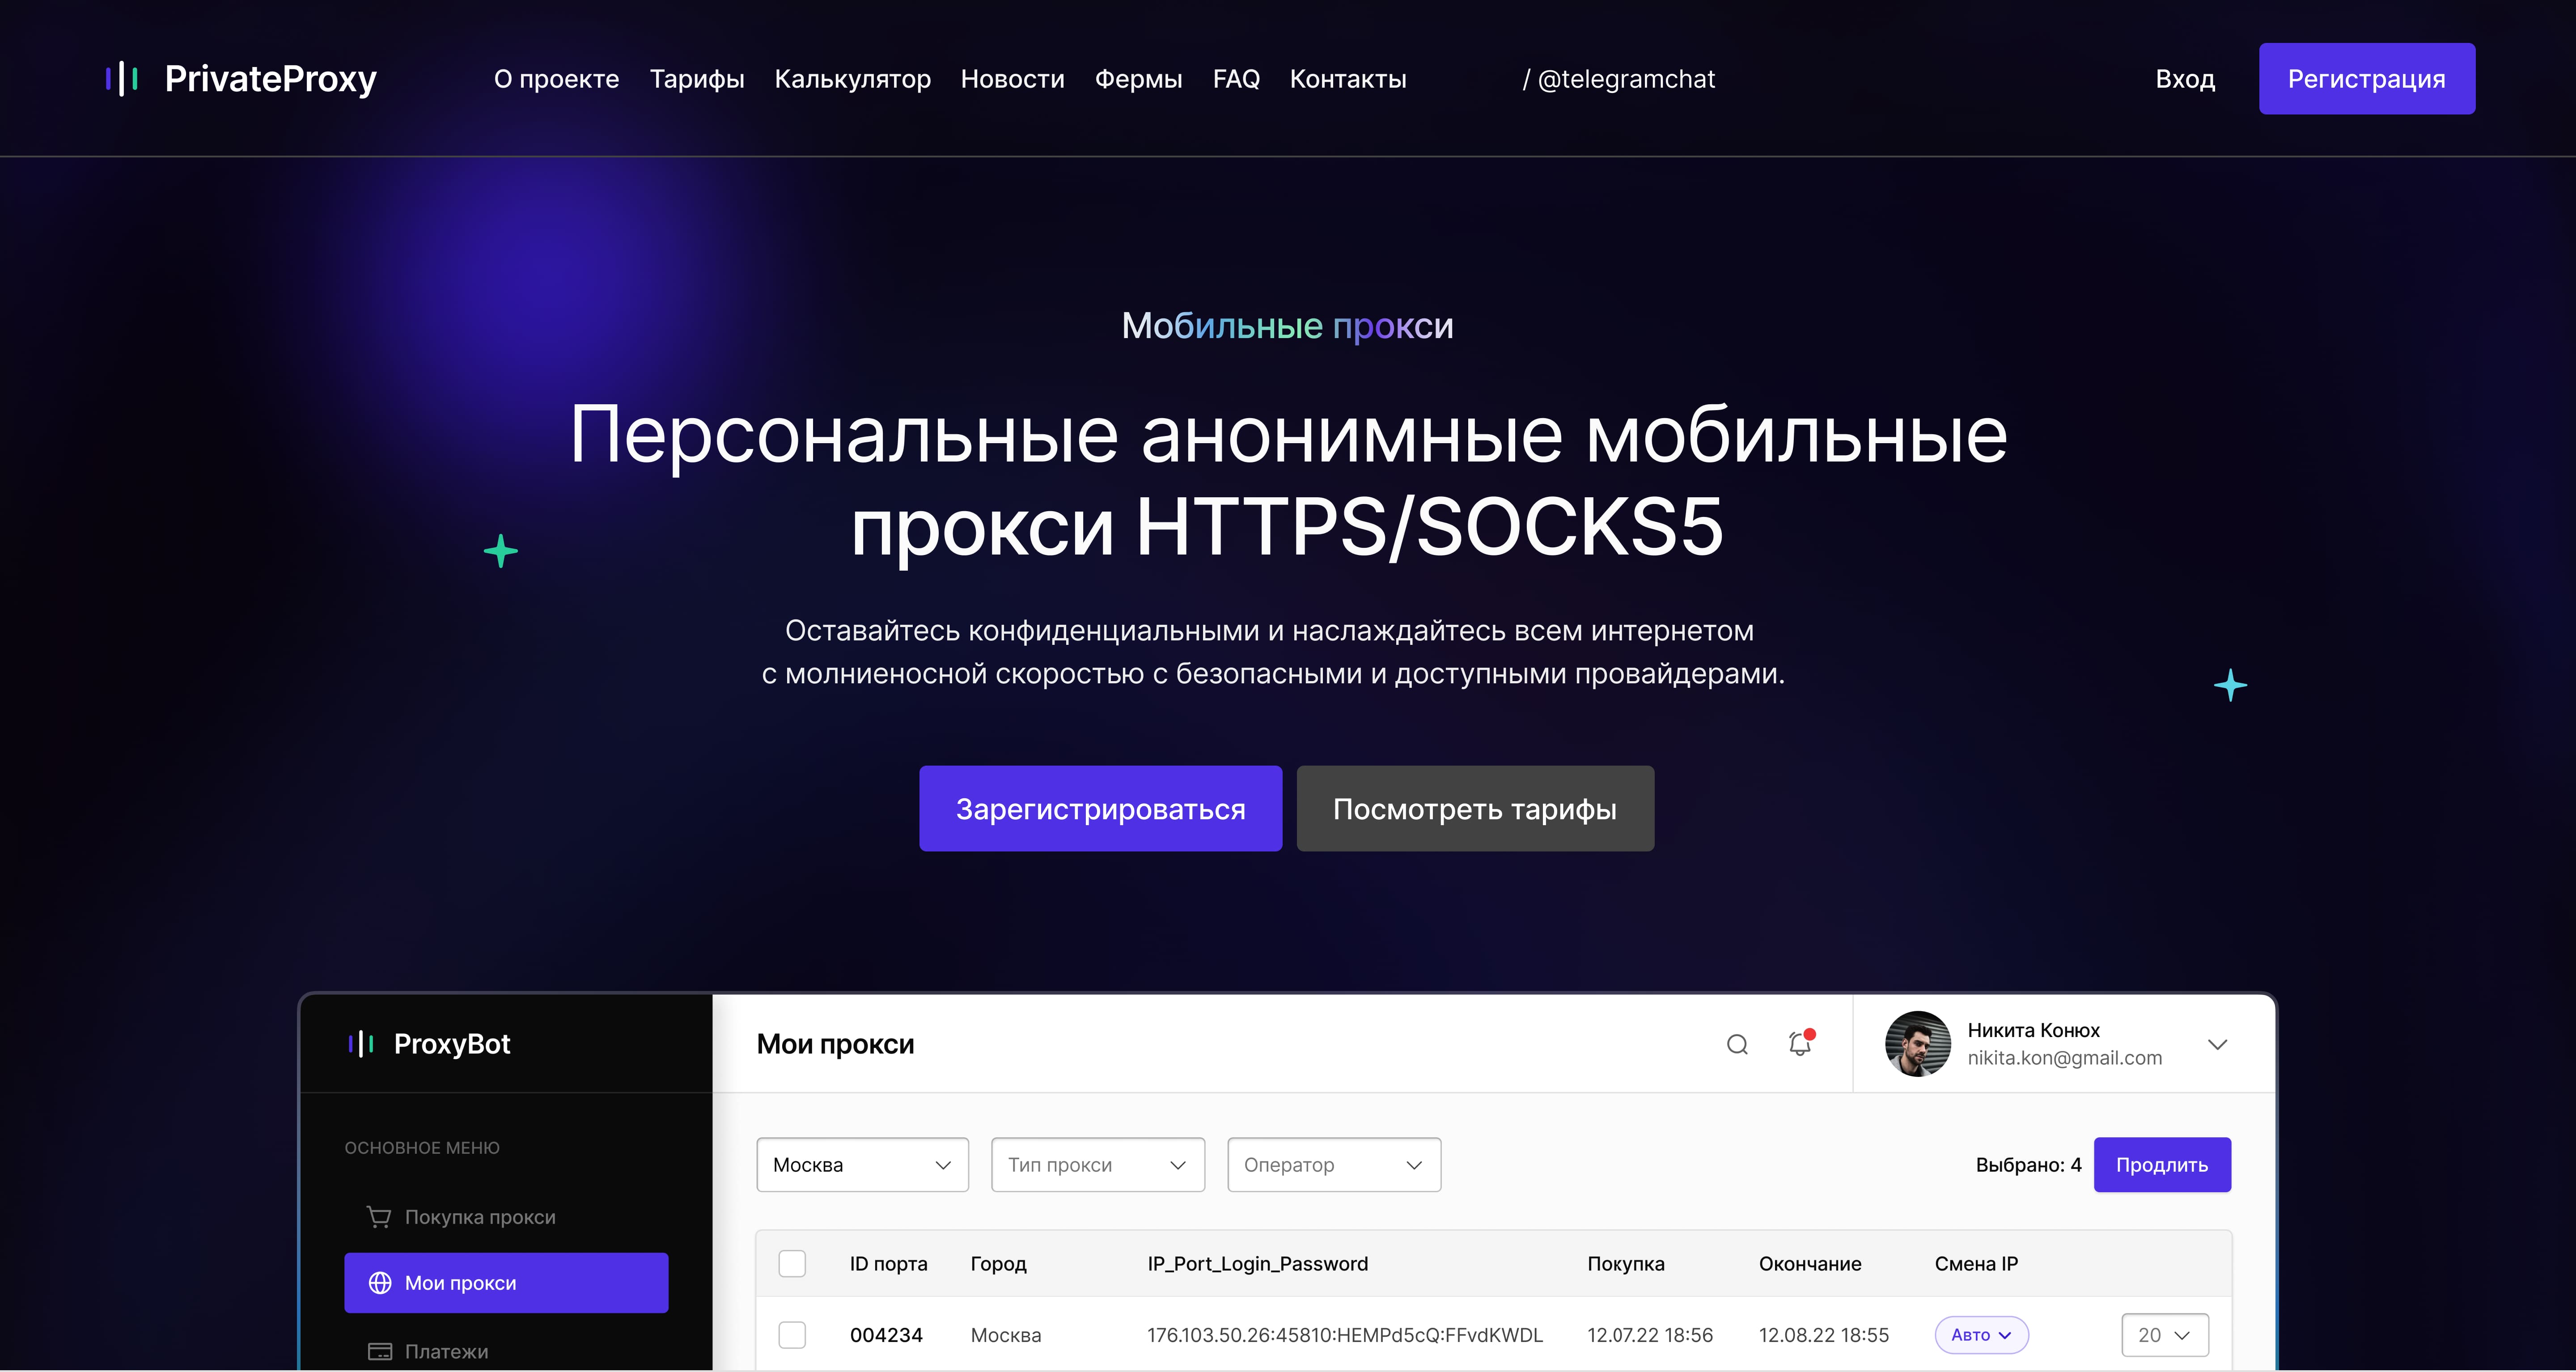 PrivateProxy
О проекте Тарифы Калькулятор Новости Фермы FAQ Контакты / @telegramchat Вход Регистрация
Мобильные прокси
Персональные анонимные мобильные
прокси HTTPS/SOCKS5
Оставайтесь конфиденциальными и наслаждайтесь всем интернетом
с молниеносной скоростью с безопасными и доступными провайдерами.
Зарегистрироваться Посмотреть тарифы
ProxyBot
ОСНОВНОЕ МЕНЮ
Покупка прокси
Мои прокси
Платежи
Мои прокси
Никита Конюх
nikita.kon@gmail.com
Москва Тип прокси Оператор Выбрано: 4 Продлить
ID порта Город IP_Port_Login_Password Покупка Окончание Смена IP
004234 Москва 176.103.50.26:45810:HEMPd5cQ:FFvdKWDL 12.07.22 18:56 12.08.22 18:55 Авто 20